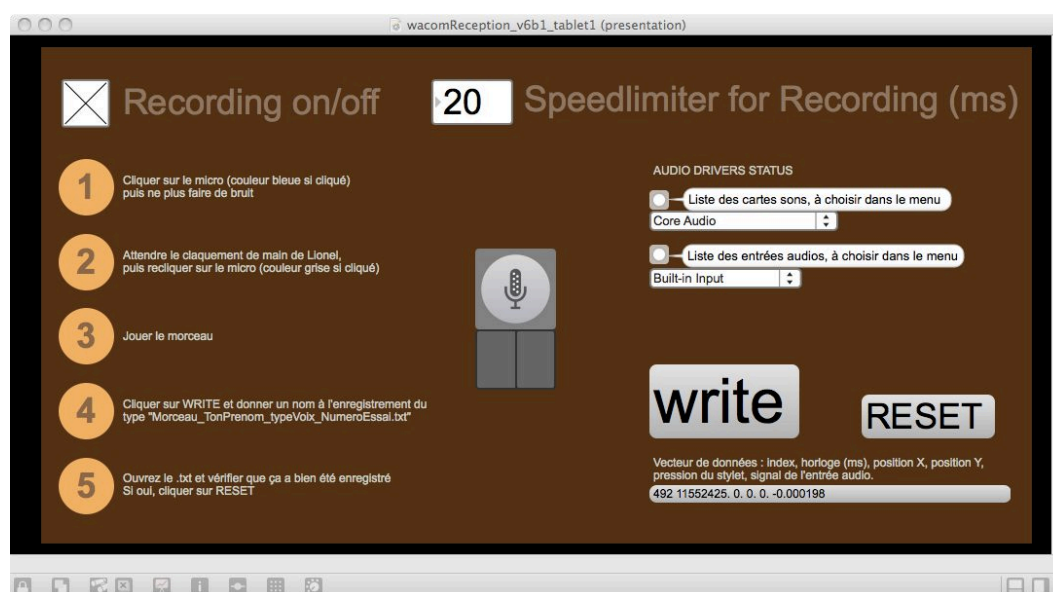 wacomReception_v6b1_tablet1 (presentation)
Recording on/off
20
Speedlimiter for Recording (ms)
1
Cliquer sur le micro (couleur bleue si cliqué)
puis ne plus faire de bruit
2
Attendre le claquement de main de Lionel,
puis recliquer sur le micro (couleur grise si cliqué)
3
Jouer le morceau
4
Cliquer sur WRITE et donner un nom à l'enregistrement du
type "Morceau_TonPrenom_typeVoix_NumeroEssai.txt"
5
Ouvrez le .txt et vérifier que ça a bien été enregistré
Si oui, cliquer sur RESET
AUDIO DRIVERS STATUS
Liste des cartes sons, à choisir dans le menu
Core Audio
Liste des entrées audios, à choisir dans le menu
Built-in Input
write
RESET
Vecteur de données : index, horloge (ms), position X, position Y,
pression du stylet, signal de l'entrée audio.
492 11552425. 0. 0. 0. -0.000198